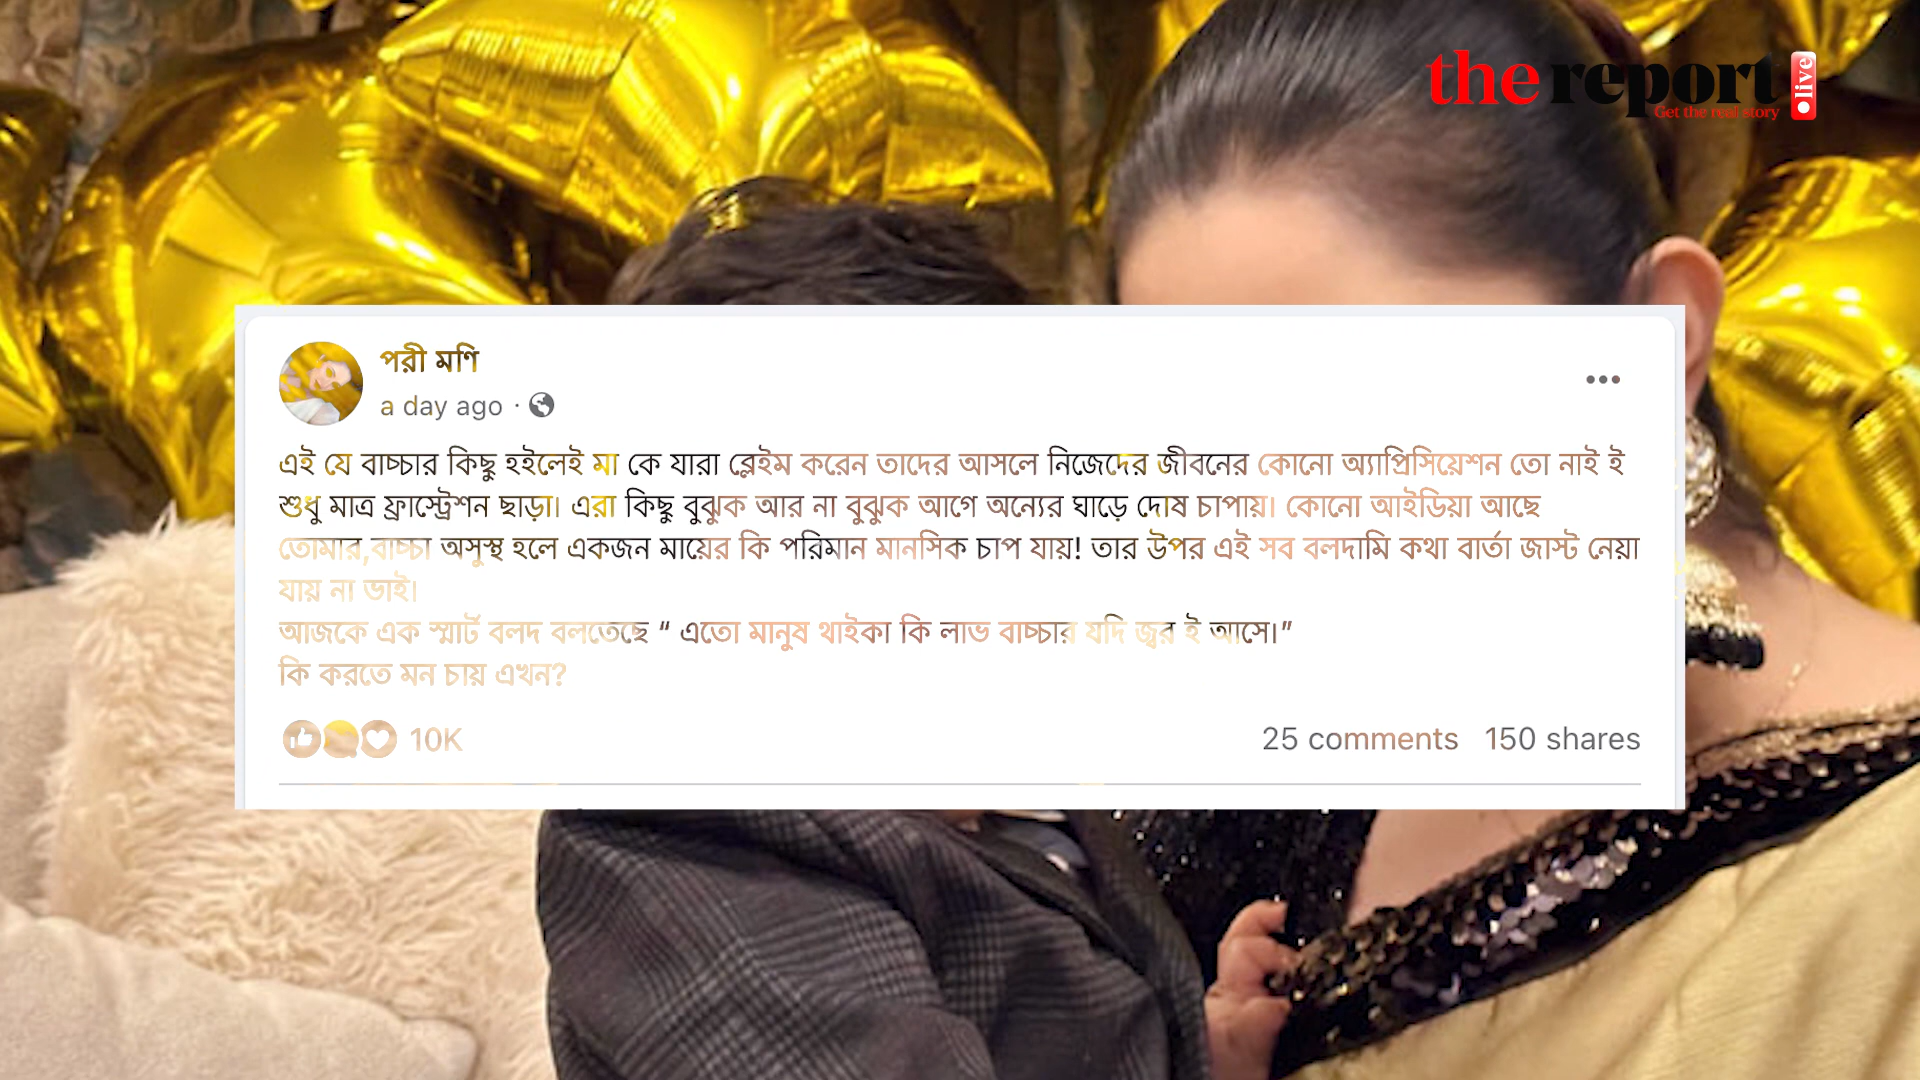 the report live
Get the real story
পরী মণি
a day ago ·
এই যে বাচ্চার কিছু হইলেই মা কে যারা ব্লেইম করেন তাদের আসলে নিজেদের জীবনের কোনো অ্যাপ্রিসিয়েশন তো নাই ই
শুধু মাত্র ফ্রাস্ট্রেশন ছাড়া। এরা কিছু বুঝুক আর না বুঝুক আগে অন্যের ঘাড়ে দোষ চাপায়। কোনো আইডিয়া আছে
তোমার,বাচ্চা অসুস্থ হলে একজন মায়ের কি পরিমান মানসিক চাপ যায়! তার উপর এই সব বলদামি কথা বার্তা জাস্ট নেয়া
যায় না ভাই।
আজকে এক স্মার্ট বলদ বলতেছে “ এতো মানুষ থাইকা কি লাভ বাচ্চার যদি জ্বর ই আসে।”
কি করতে মন চায় এখন?
10K
25 comments 150 shares